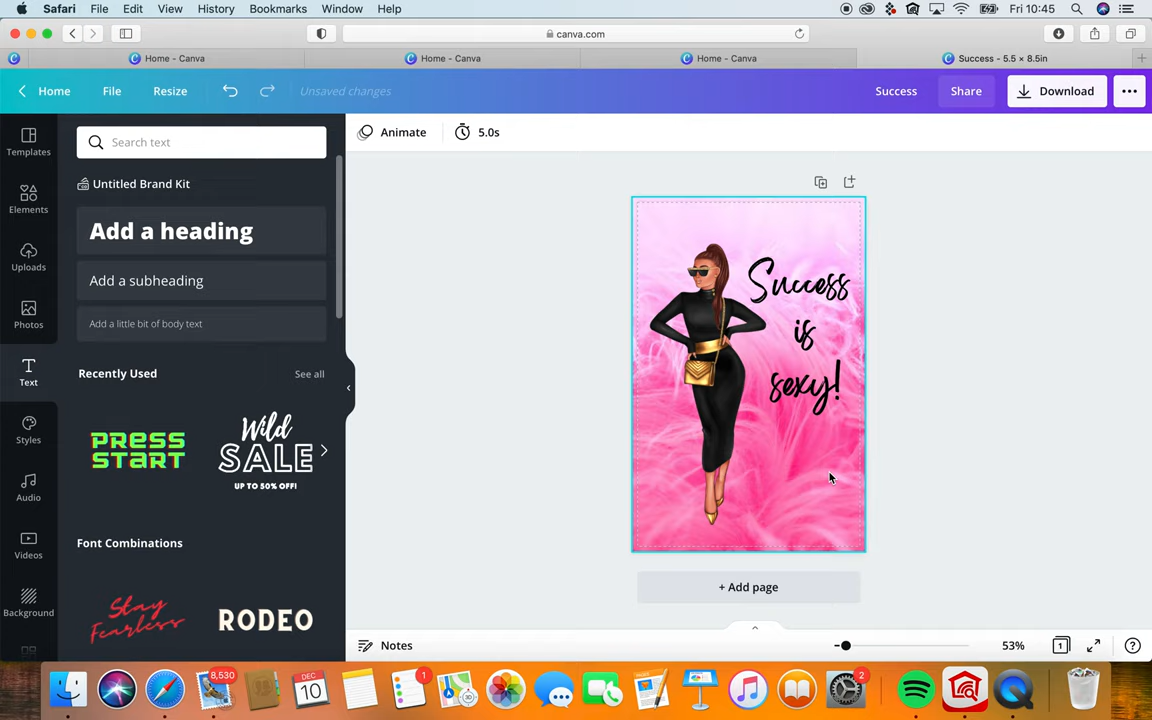 Safari File Edit View History Bookmarks Window Help Fri 10:45
canva.com
Home - Canva Home - Canva Home - Canva Success - 5.5 × 8.5in
Home File Resize Unsaved changes Success Share Download
Templates
Elements
Uploads
Photos
Text
Styles
Audio
Videos
Background
Search text
Untitled Brand Kit
Add a heading
Add a subheading
Add a little bit of body text
Recently Used See all
PRESS
START
Wild
SALE
UP TO 50% OFF!
Font Combinations
Stay
Fearless
RODEO
Animate 5.0s
Success
is
sexy!
+ Add page
Notes 53% 1
8,530
DEC
10
1
2